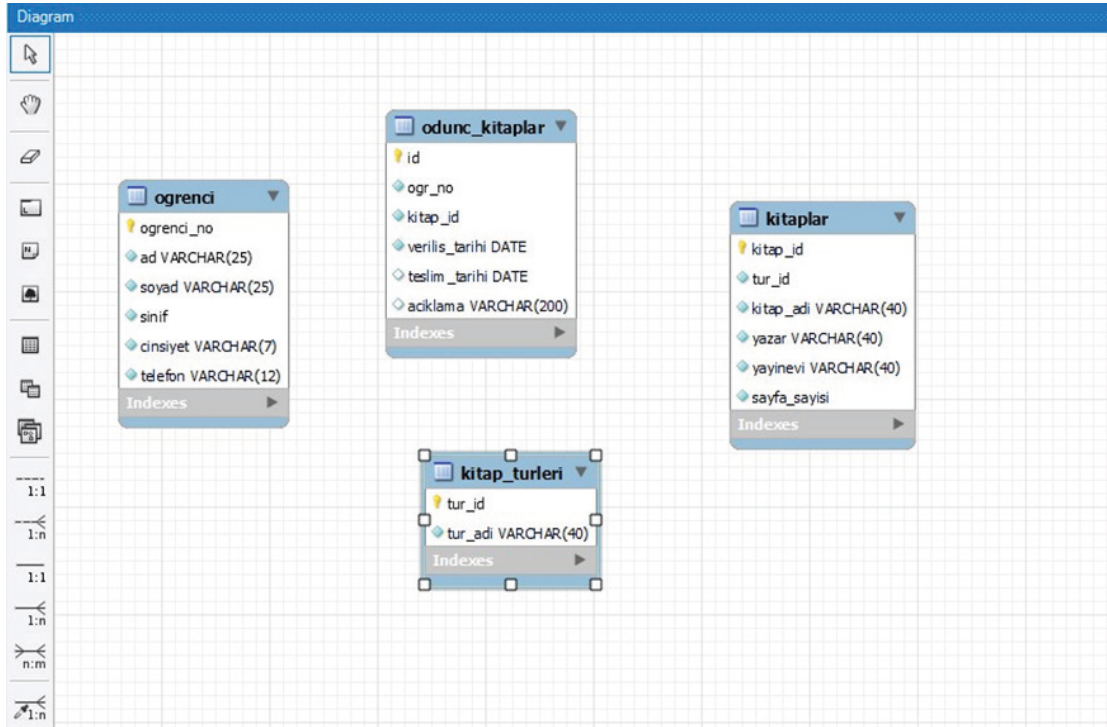 Diagram
ogrenci
ogrenci_no
ad VARCHAR(25)
soyad VARCHAR(25)
sinif
cinsiyet VARCHAR(7)
telefon VARCHAR(12)
Indexes
odunc_kitaplar
id
ogr_no
kitap_id
verilis_tarihi DATE
teslim _tarihi DATE
aciklama VARCHAR(200)
Indexes
kitaplar
kitap_id
tur_id
kitap_adi VARCHAR(40)
yazar VARCHAR(40)
yayinevi VARCHAR(40)
sayfa_sayisi
Indexes
kitap_turleri
tur_id
tur_adi VARCHAR(40)
Indexes
1:1
1:n
1:1
1:n
n:m
1:n